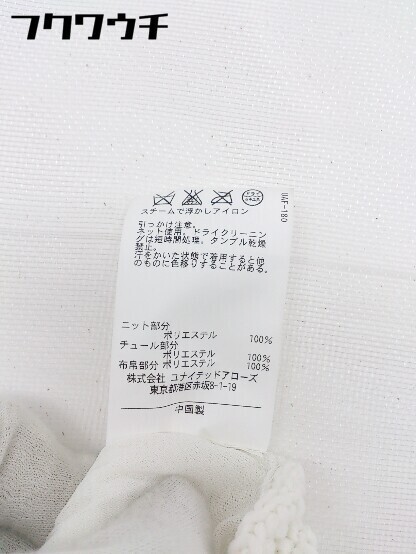 フクワウチ
スチームで浮かしアイロン
UAF-180
引っかけ注意。
ネット使用。ドライクリーニン
グは短時間処理。タンブル乾燥
禁止。
汗をかいた状態で着用すると他
のものに色移りすることがある。
ニット部分
ポリエステル 100%
チュール部分
ポリエステル 100%
布帛部分 ポリエステル 100%
株式会社 ユナイテッドアローズ
東京都港区赤坂8-1-19
中国製